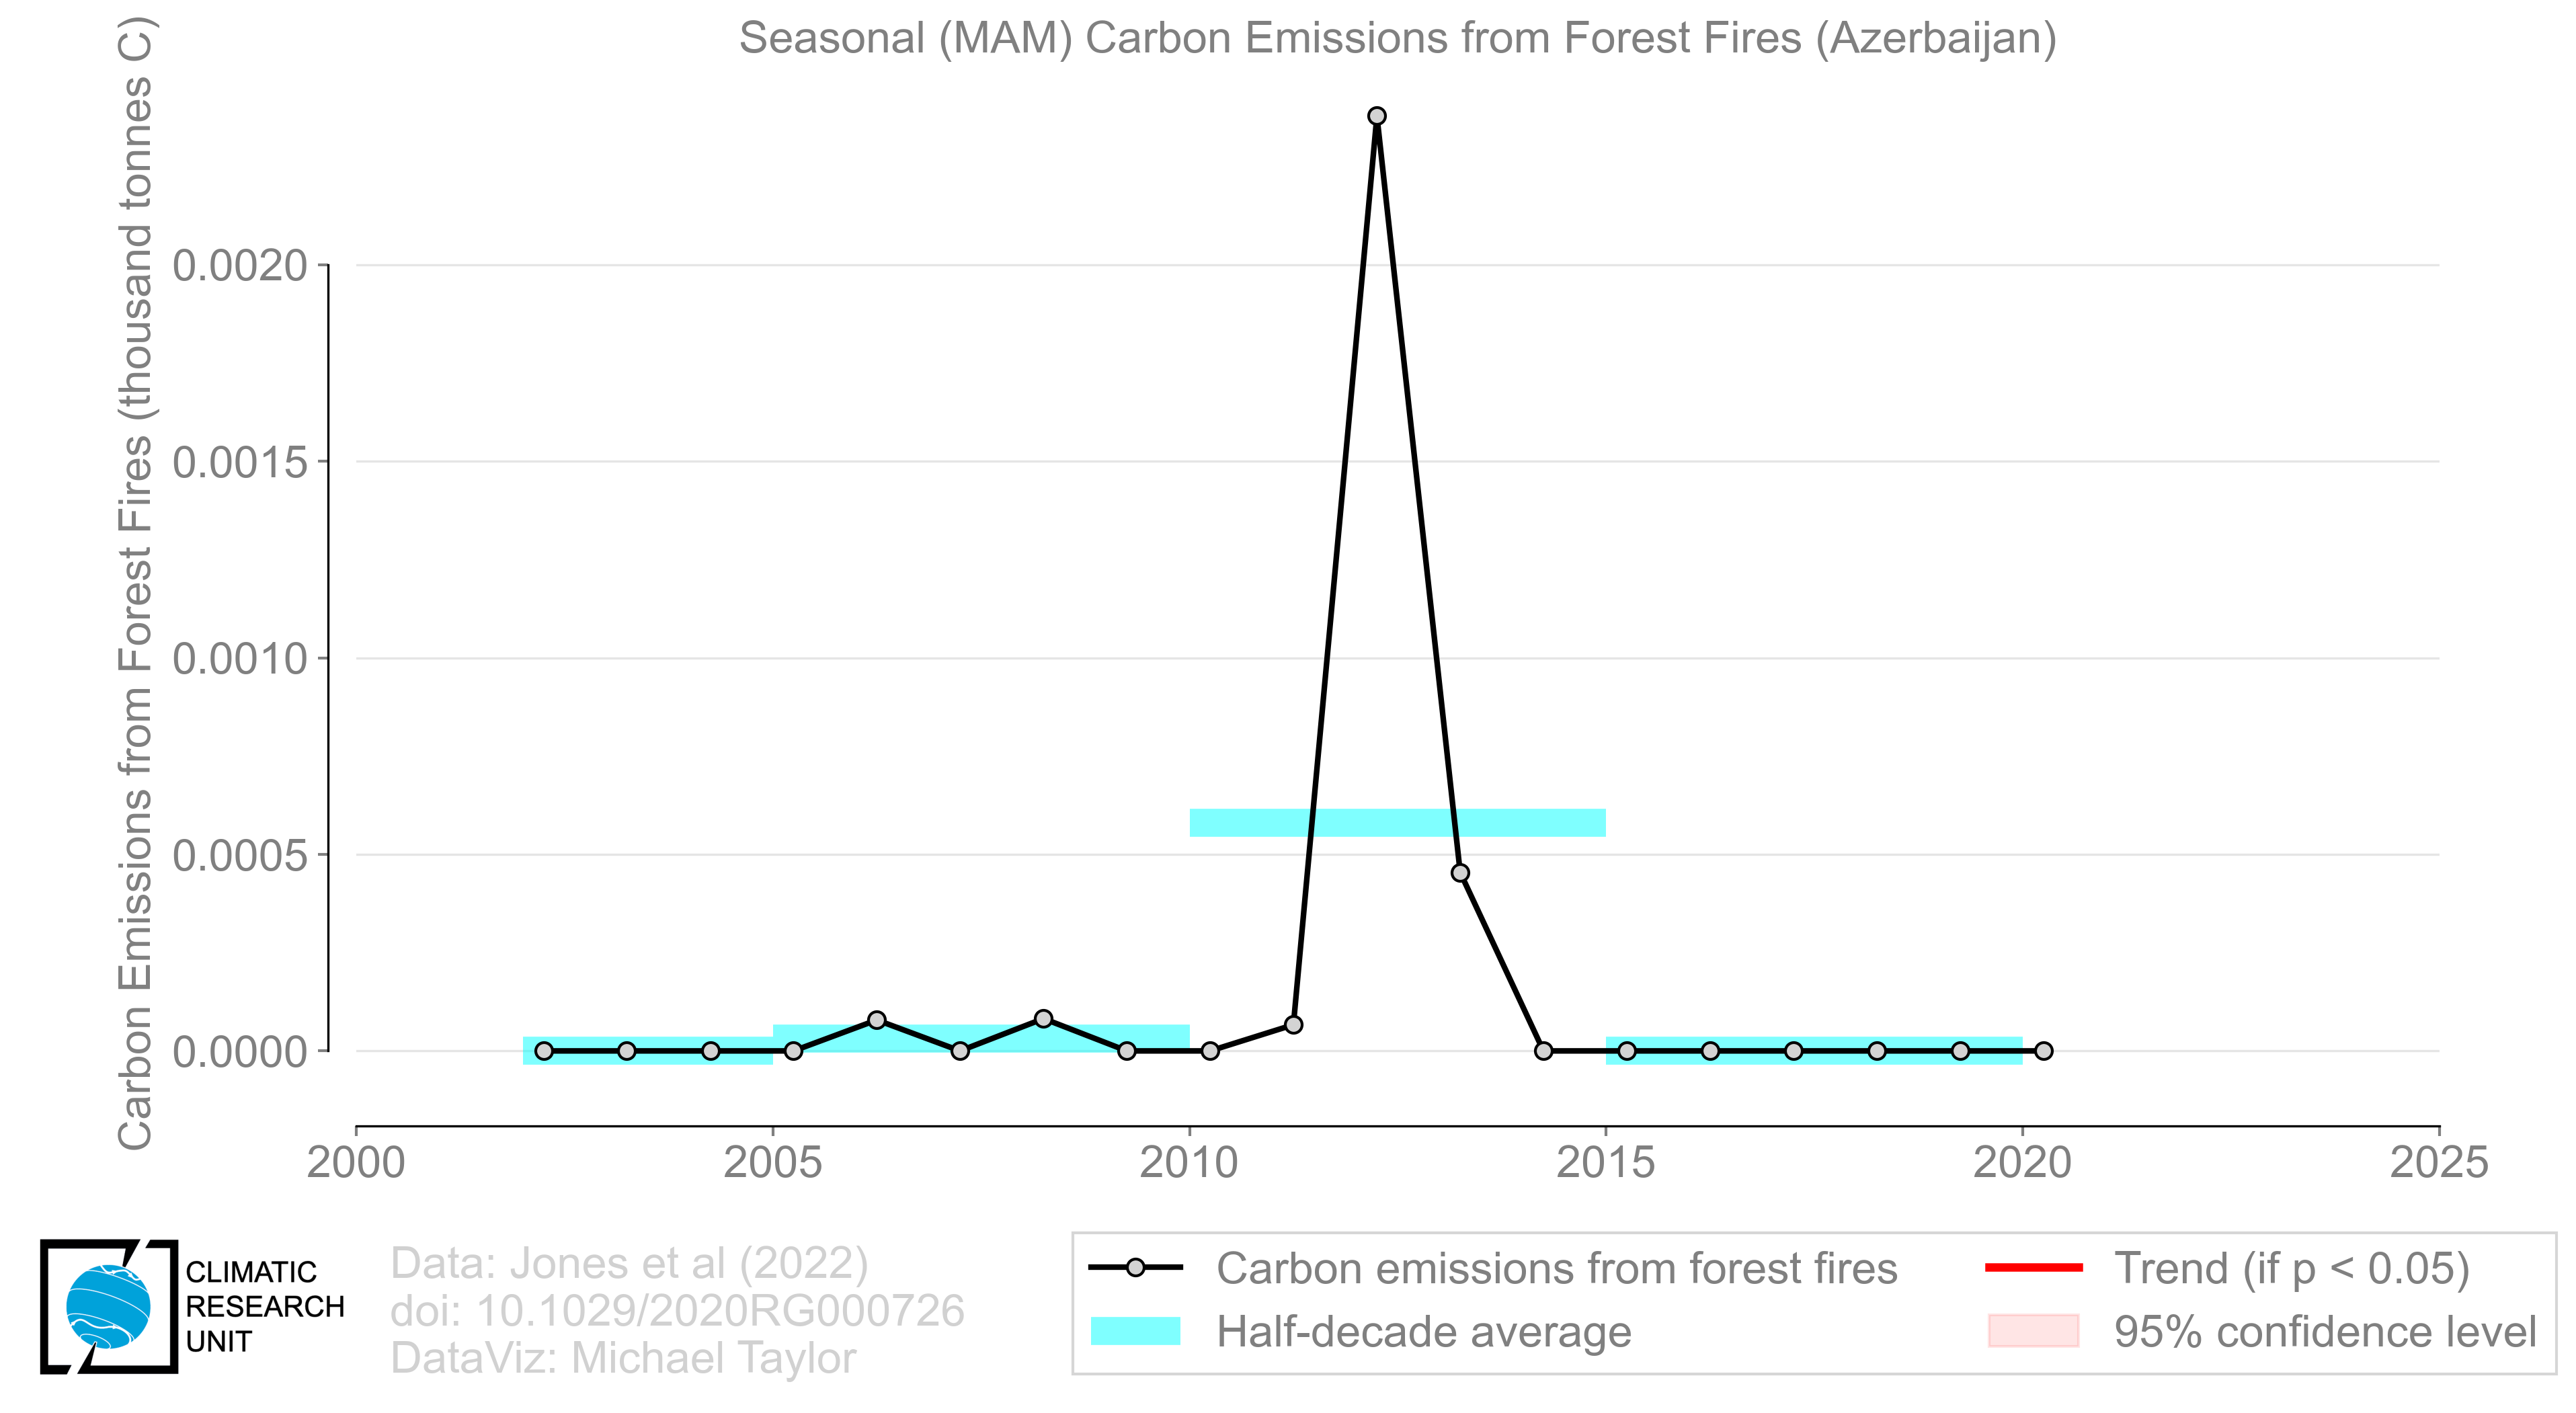 Seasonal (MAM) Carbon Emissions from Forest Fires (Azerbaijan)
Carbon Emissions from Forest Fires (thousand tonnes C)
0.0020
0.0015
0.0010
0.0005
0.0000
2000 2005 2010 2015 2020 2025
CLIMATIC
RESEARCH
UNIT
Data: Jones et al (2022)
doi: 10.1029/2020RG000726
DataViz: Michael Taylor
Carbon emissions from forest fires
Half-decade average
Trend (if p < 0.05)
95% confidence level